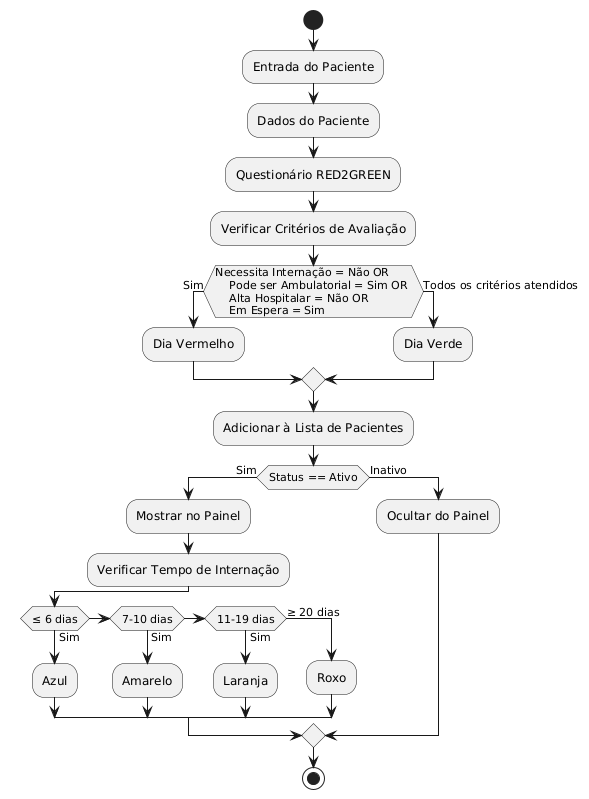 Entrada do Paciente
Dados do Paciente
Questionário RED2GREEN
Verificar Critérios de Avaliação
Necessita Internação = Não OR
Pode ser Ambulatorial = Sim OR
Alta Hospitalar = Não OR
Em Espera = Sim
Sim
Todos os critérios atendidos
Dia Vermelho
Dia Verde
Adicionar à Lista de Pacientes
Sim
Status == Ativo
Inativo
Mostrar no Painel
Ocultar do Painel
Verificar Tempo de Internação
≤ 6 dias
7-10 dias
11-19 dias
≥ 20 dias
Sim
Sim
Sim
Azul
Amarelo
Laranja
Roxo